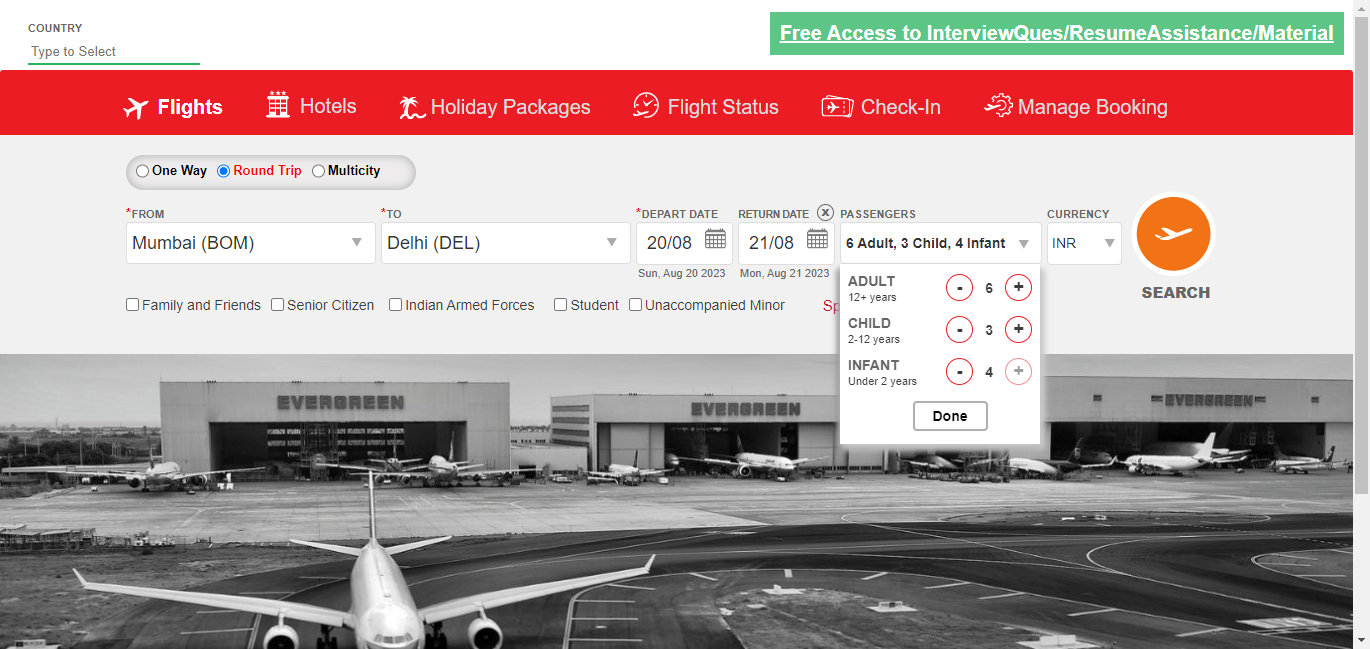 COUNTRY
Type to Select
Free Access to InterviewQues/ResumeAssistance/Material
Flights Hotels Holiday Packages Flight Status Check-In Manage Booking
One Way Round Trip Multicity
*FROM *TO *DEPART DATE RETURN DATE X PASSENGERS CURRENCY
Mumbai (BOM) Delhi (DEL) 20/08 21/08 6 Adult, 3 Child, 4 Infant INR
Sun, Aug 20 2023 Mon, Aug 21 2023
ADULT - 6 +
12+ years
SEARCH
Family and Friends Senior Citizen Indian Armed Forces Student Unaccompanied Minor Sp
CHILD - 3 +
2-12 years
INFANT - 4 +
Under 2 years
Done
EVERGREEN EVERGREEN EVERGREEN